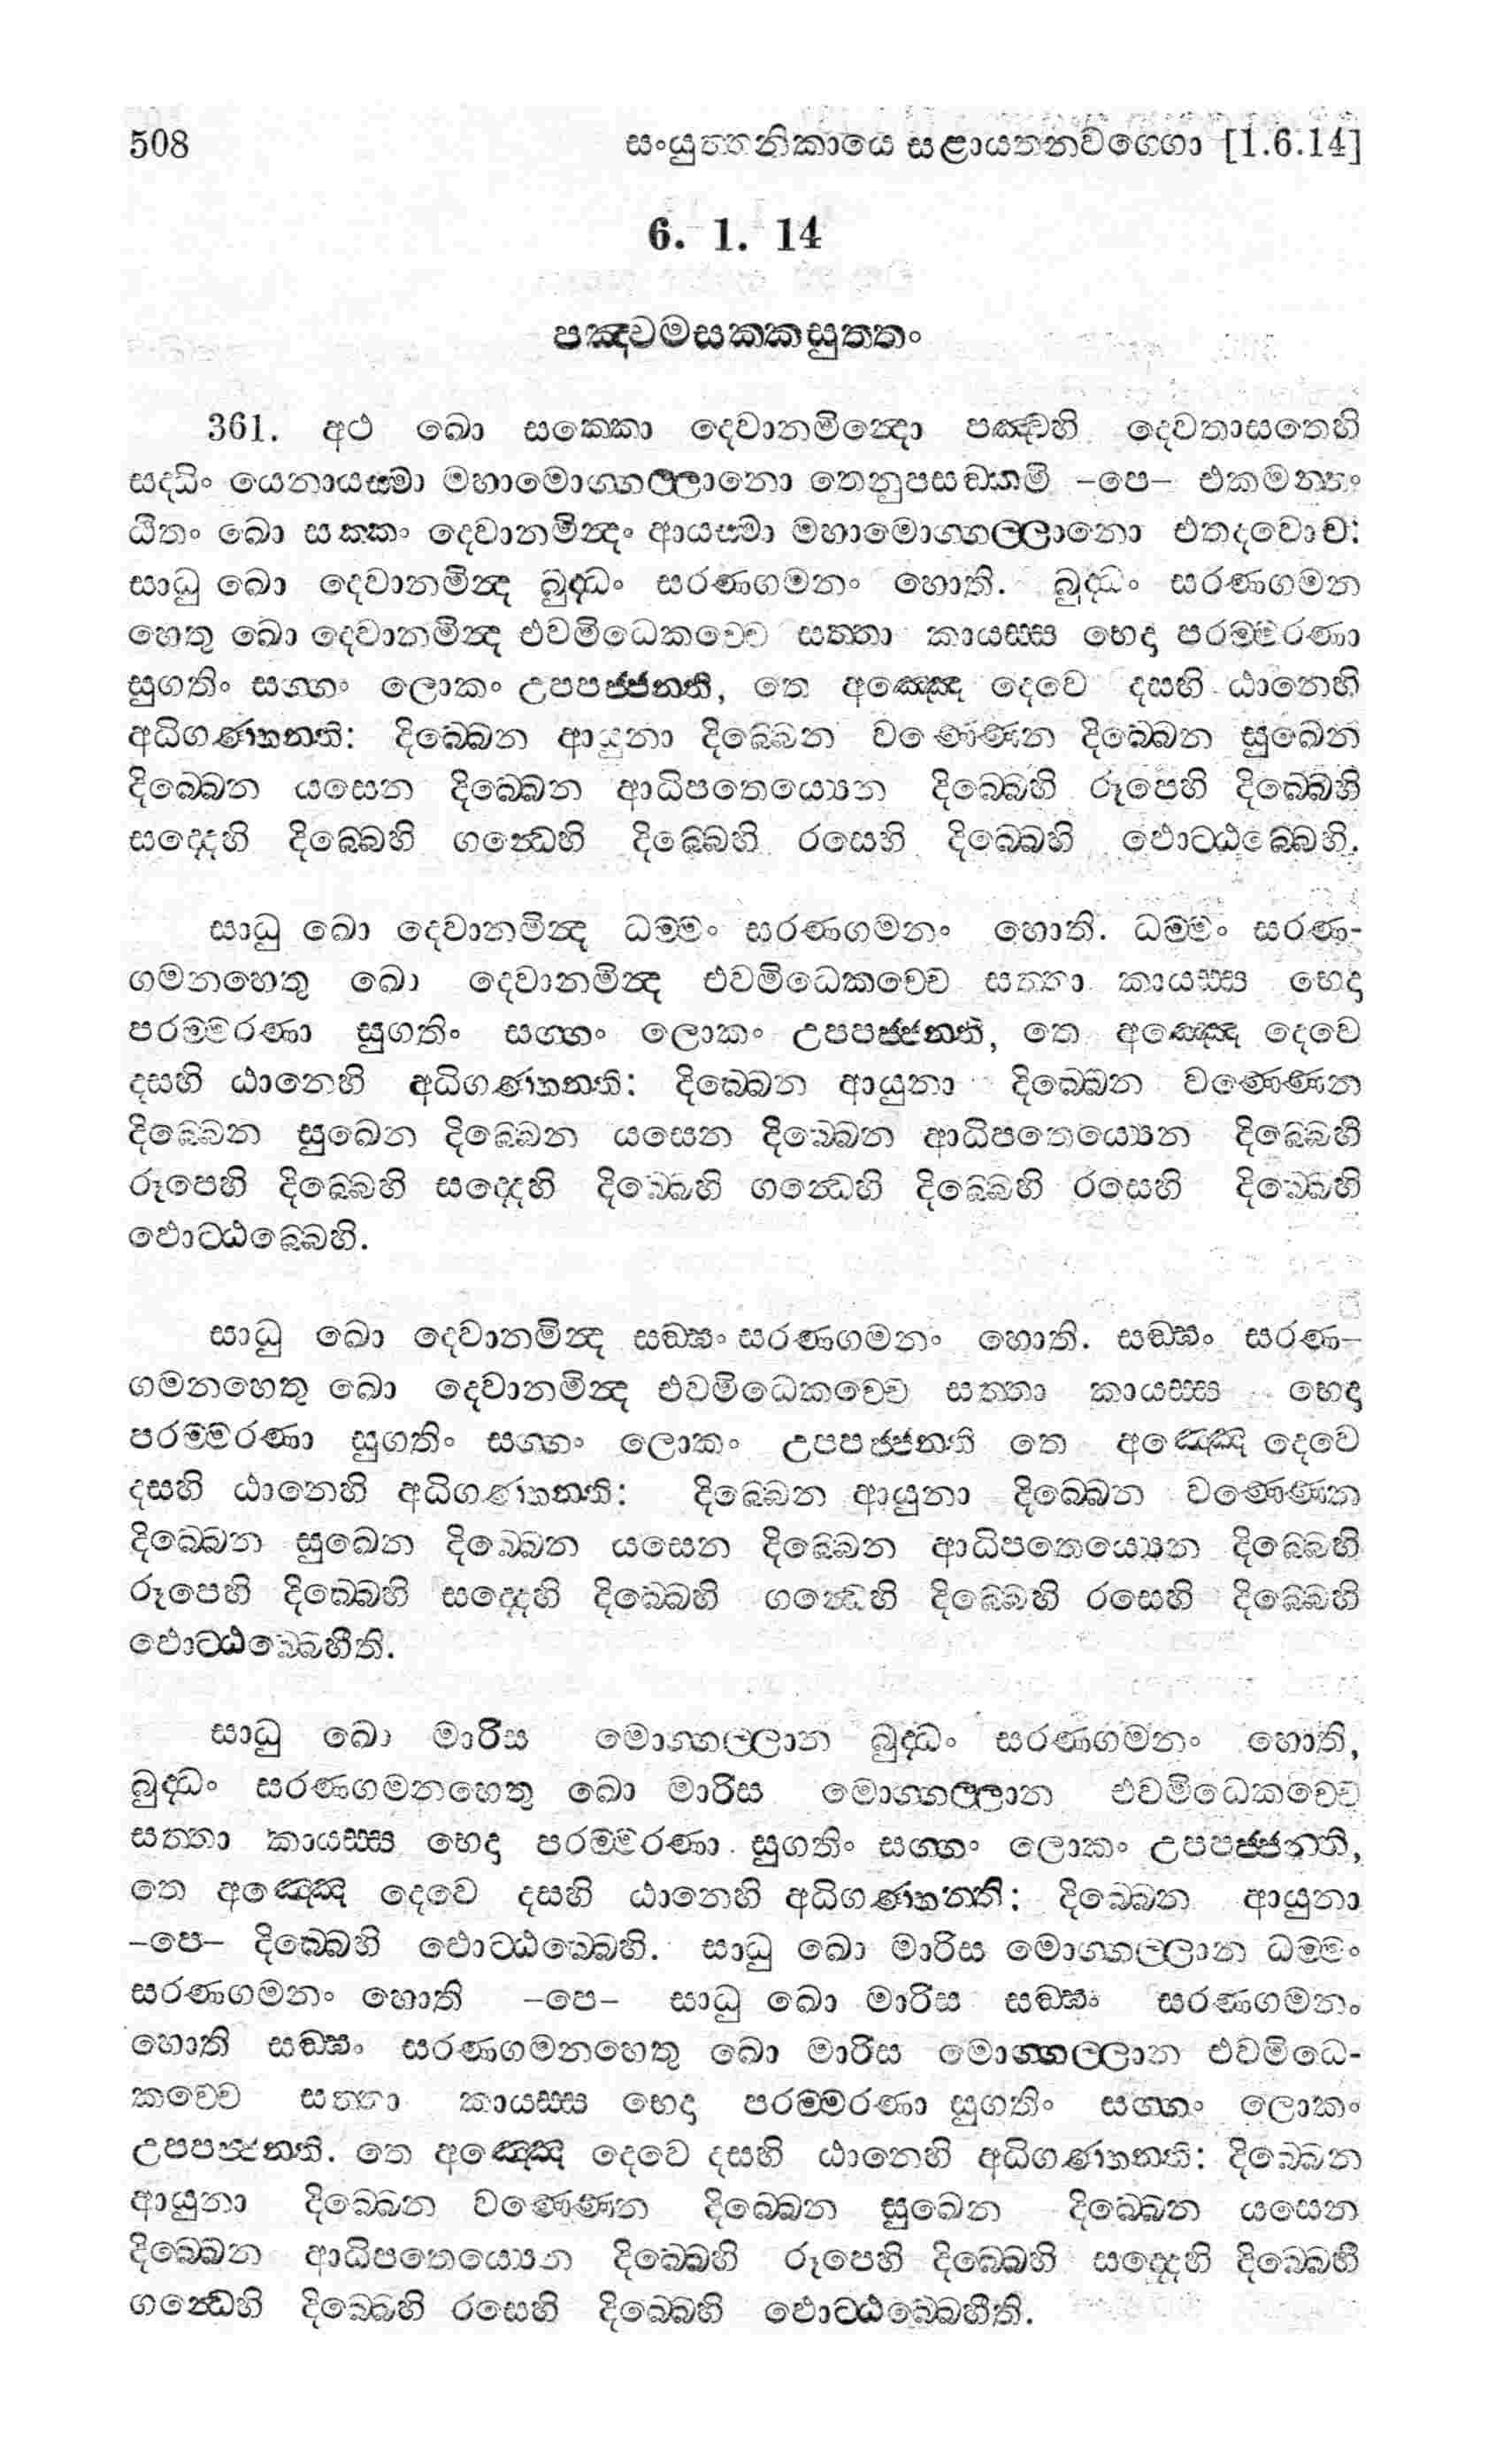 508 සංයුත්තනිකායෙ සළායතනවග්ගො [1.6.14]
6. 1. 14
පඤ්චමසක්කසුත්තං
361. අථ ඛො සක්කො දෙවානමින්දො පඤ්චහි දෙවතාසතෙහි
සද්ධිං යෙනායස්මා මහාමොග්ගල්ලානො තෙනුපසඞ්කමි -පෙ- එකමන්තං
ඨිතං ඛො සක්කං දෙවානමින්දං ආයස්මා මහාමොග්ගල්ලානො එතදවොච:
සාධු ඛො දෙවානමින්ද බුද්ධං සරණගමනං හොති. බුද්ධං සරණගමන
හෙතු ඛො දෙවානමින්ද එවමිධෙකච්චෙ සත්තා කායස්ස භෙදා පරම්මරණා
සුගතිං සග්ගං ලොකං උපපජ්ජන්ති, තෙ අඤ්ඤෙ දෙවෙ දසහි ඨානෙහි
අධිගණ්හන්ති: දිබ්බෙන ආයුනා දිබ්බෙන වණ්ණෙන දිබ්බෙන සුඛෙන
දිබ්බෙන යසෙන දිබ්බෙන ආධිපතෙය්‍යෙන දිබ්බෙහි රූපෙහි දිබ්බෙහි
සද්දෙහි දිබ්බෙහි ගන්ධෙහි දිබ්බෙහි රසෙහි දිබ්බෙහි ඵොට්ඨබ්බෙහි.
සාධු ඛො දෙවානමින්ද ධම්මං සරණගමනං හොති. ධම්මං සරණ-
ගමනහෙතු ඛො දෙවානමින්ද එවමිධෙකච්චෙ සත්තා කායස්ස භෙදා
පරම්මරණා සුගතිං සග්ගං ලොකං උපපජ්ජන්ති, තෙ අඤ්ඤෙ දෙවෙ
දසහි ඨානෙහි අධිගණ්හන්ති: දිබ්බෙන ආයුනා දිබ්බෙන වණ්ණෙන
දිබ්බෙන සුඛෙන දිබ්බෙන යසෙන දිබ්බෙන ආධිපතෙය්‍යෙන දිබ්බෙහි
රූපෙහි දිබ්බෙහි සද්දෙහි දිබ්බෙහි ගන්ධෙහි දිබ්බෙහි රසෙහි දිබ්බෙහි
ඵොට්ඨබ්බෙහි.
සාධු ඛො දෙවානමින්ද සඞ්ඝං සරණගමනං හොති. සඞ්ඝං සරණ-
ගමනහෙතු ඛො දෙවානමින්ද එවමිධෙකච්චෙ සත්තා කායස්ස භෙදා
පරම්මරණා සුගතිං සග්ගං ලොකං උපපජ්ජන්ති තෙ අඤ්ඤෙ දෙවෙ
දසහි ඨානෙහි අධිගණ්හන්ති: දිබ්බෙන ආයුනා දිබ්බෙන වණ්ණෙන
දිබ්බෙන සුඛෙන දිබ්බෙන යසෙන දිබ්බෙන ආධිපතෙය්‍යෙන දිබ්බෙහි
රූපෙහි දිබ්බෙහි සද්දෙහි දිබ්බෙහි ගන්ධෙහි දිබ්බෙහි රසෙහි දිබ්බෙහි
ඵොට්ඨබ්බෙහීති.
සාධු ඛො මාරිස මොග්ගල්ලාන බුද්ධං සරණගමනං හොති,
බුද්ධං සරණගමනහෙතු ඛො මාරිස මොග්ගල්ලාන එවමිධෙකච්චෙ
සත්තා කායස්ස භෙදා පරම්මරණා සුගතිං සග්ගං ලොකං උපපජ්ජන්ති,
තෙ අඤ්ඤෙ දෙවෙ දසහි ඨානෙහි අධිගණ්හන්ති: දිබ්බෙන ආයුනා
-පෙ- දිබ්බෙහි ඵොට්ඨබ්බෙහි. සාධු ඛො මාරිස මොග්ගල්ලාන ධම්මං
සරණගමනං හොති -පෙ- සාධු ඛො මාරිස සඞ්ඝං සරණගමනං
හොති සඞ්ඝං සරණගමනහෙතු ඛො මාරිස මොග්ගල්ලාන එවමිධෙ-
කච්චෙ සත්තා කායස්ස භෙදා පරම්මරණා සුගතිං සග්ගං ලොකං
උපපජ්ජන්ති. තෙ අඤ්ඤෙ දෙවෙ දසහි ඨානෙහි අධිගණ්හන්ති: දිබ්බෙන
ආයුනා දිබ්බෙන වණ්ණෙන දිබ්බෙන සුඛෙන දිබ්බෙන යසෙන
දිබ්බෙන ආධිපතෙය්‍යෙන දිබ්බෙහි රූපෙහි දිබ්බෙහි සද්දෙහි දිබ්බෙහි
ගන්ධෙහි දිබ්බෙහි රසෙහි දිබ්බෙහි ඵොට්ඨබ්බෙහීති.